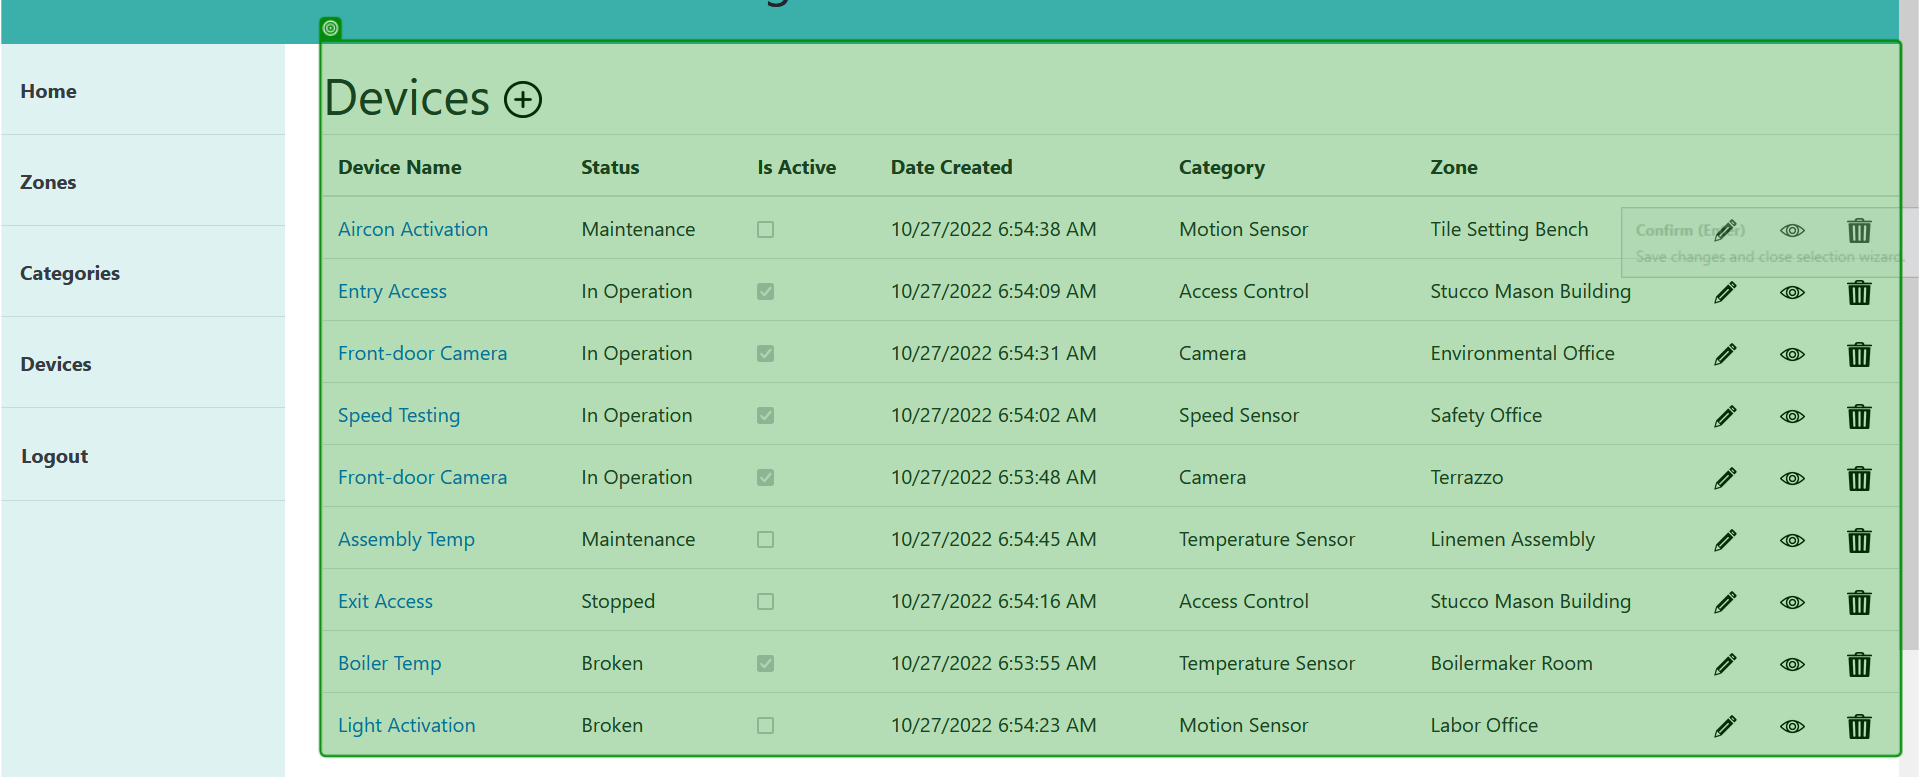 Home
Zones
Categories
Devices
Logout
Devices
Device Name Status Is Active Date Created Category Zone
Aircon Activation Maintenance 10/27/2022 6:54:38 AM Motion Sensor Tile Setting Bench
Confirm (Enter)
Save changes and close selection wizard.
Entry Access In Operation 10/27/2022 6:54:09 AM Access Control Stucco Mason Building
Front-door Camera In Operation 10/27/2022 6:54:31 AM Camera Environmental Office
Speed Testing In Operation 10/27/2022 6:54:02 AM Speed Sensor Safety Office
Front-door Camera In Operation 10/27/2022 6:53:48 AM Camera Terrazzo
Assembly Temp Maintenance 10/27/2022 6:54:45 AM Temperature Sensor Linemen Assembly
Exit Access Stopped 10/27/2022 6:54:16 AM Access Control Stucco Mason Building
Boiler Temp Broken 10/27/2022 6:53:55 AM Temperature Sensor Boilermaker Room
Light Activation Broken 10/27/2022 6:54:23 AM Motion Sensor Labor Office